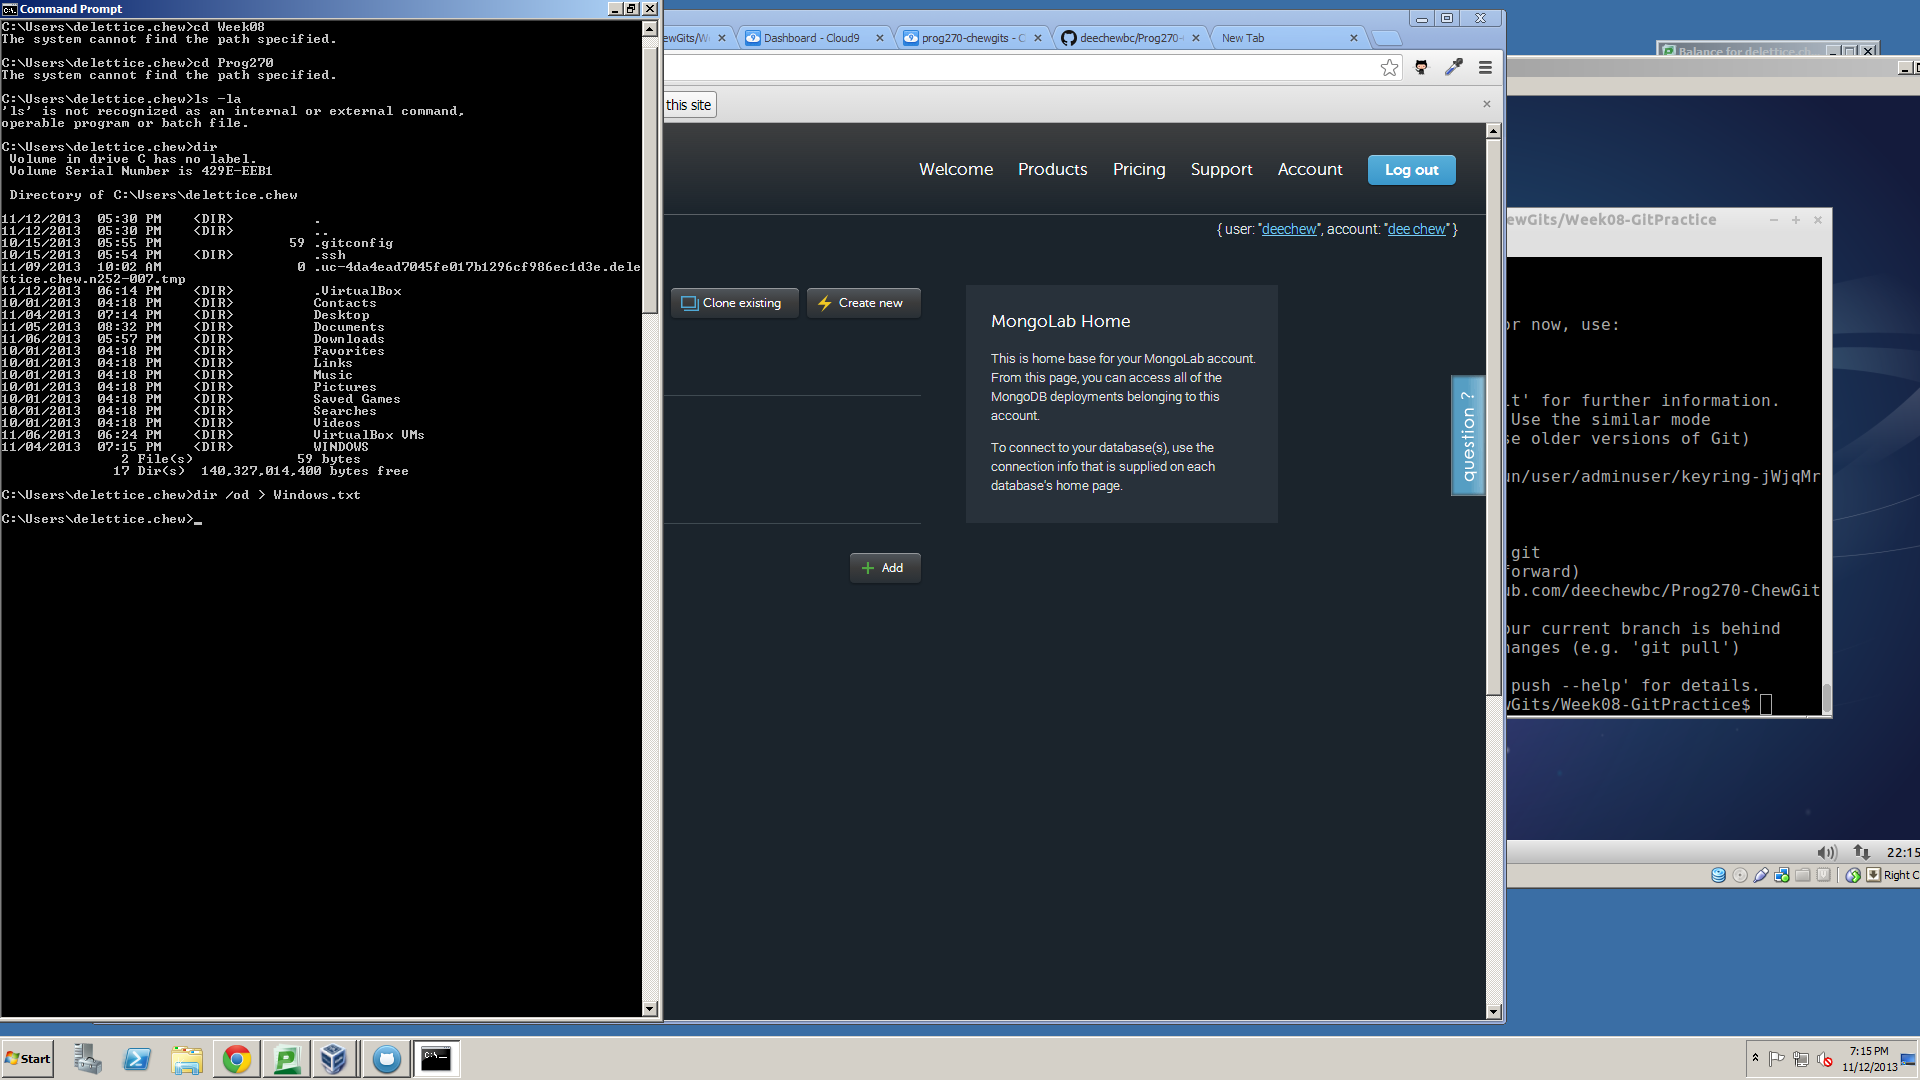 Command Prompt
C:\Users\delettice.chew>cd Week08
The system cannot find the path specified.
C:\Users\delettice.chew>cd Prog270
The system cannot find the path specified.
C:\Users\delettice.chew>ls -la
'ls' is not recognized as an internal or external command,
operable program or batch file.
C:\Users\delettice.chew>dir
Volume in drive C has no label.
Volume Serial Number is 429E-EEB1
Directory of C:\Users\delettice.chew
11/12/2013  05:30 PM    <DIR>          .
11/12/2013  05:30 PM    <DIR>          ..
10/15/2013  05:55 PM                59 .gitconfig
10/15/2013  05:54 PM    <DIR>          .ssh
11/09/2013  10:02 AM                 0 .uc-4da4ead7045fe017b1296cf986ec1d3e.dele
ttice.chew.n252-007.tmp
11/12/2013  06:14 PM    <DIR>          .VirtualBox
10/01/2013  04:18 PM    <DIR>          Contacts
11/04/2013  07:14 PM    <DIR>          Desktop
11/05/2013  08:32 PM    <DIR>          Documents
11/06/2013  05:57 PM    <DIR>          Downloads
10/01/2013  04:18 PM    <DIR>          Favorites
10/01/2013  04:18 PM    <DIR>          Links
10/01/2013  04:18 PM    <DIR>          Music
10/01/2013  04:18 PM    <DIR>          Pictures
10/01/2013  04:18 PM    <DIR>          Saved Games
10/01/2013  04:18 PM    <DIR>          Searches
10/01/2013  04:18 PM    <DIR>          Videos
11/06/2013  06:24 PM    <DIR>          VirtualBox VMs
11/04/2013  07:15 PM    <DIR>          WINDOWS
2 File(s)             59 bytes
17 Dir(s)  140,327,014,400 bytes free
C:\Users\delettice.chew>dir /od > Windows.txt
C:\Users\delettice.chew>_
ewGits/We
Dashboard - Cloud9
prog270-chewgits - C
deechewbc/Prog270-
New Tab
this site
Welcome
Products
Pricing
Support
Account
Log out
{ user: "deechew", account: "dee chew" }
Clone existing
Create new
MongoLab Home
This is home base for your MongoLab account.
From this page, you can access all of the
MongoDB deployments belonging to this
account.
To connect to your database(s), use the
connection info that is supplied on each
database's home page.
Add
question ?
Balance for delettice.ch
ewGits/Week08-GitPractice
or now, use:
it' for further information.
Use the similar mode
se older versions of Git)
un/user/adminuser/keyring-jWjqMr
git
forward)
ub.com/deechewbc/Prog270-ChewGit
our current branch is behind
hanges (e.g. 'git pull')
push --help' for details.
wGits/Week08-GitPractice$
22:15
Right C
Start
7:15 PM
11/12/2013